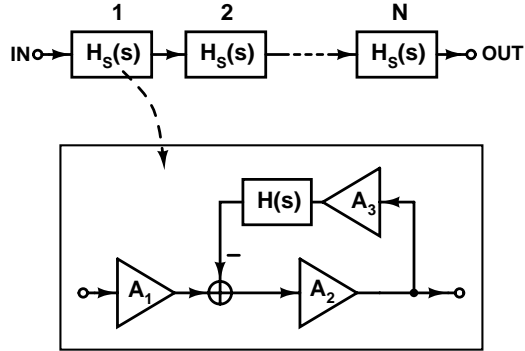 1 2 N
IN H_S(s) H_S(s) H_S(s) OUT
H(s) A_3
−
A_1 A_2